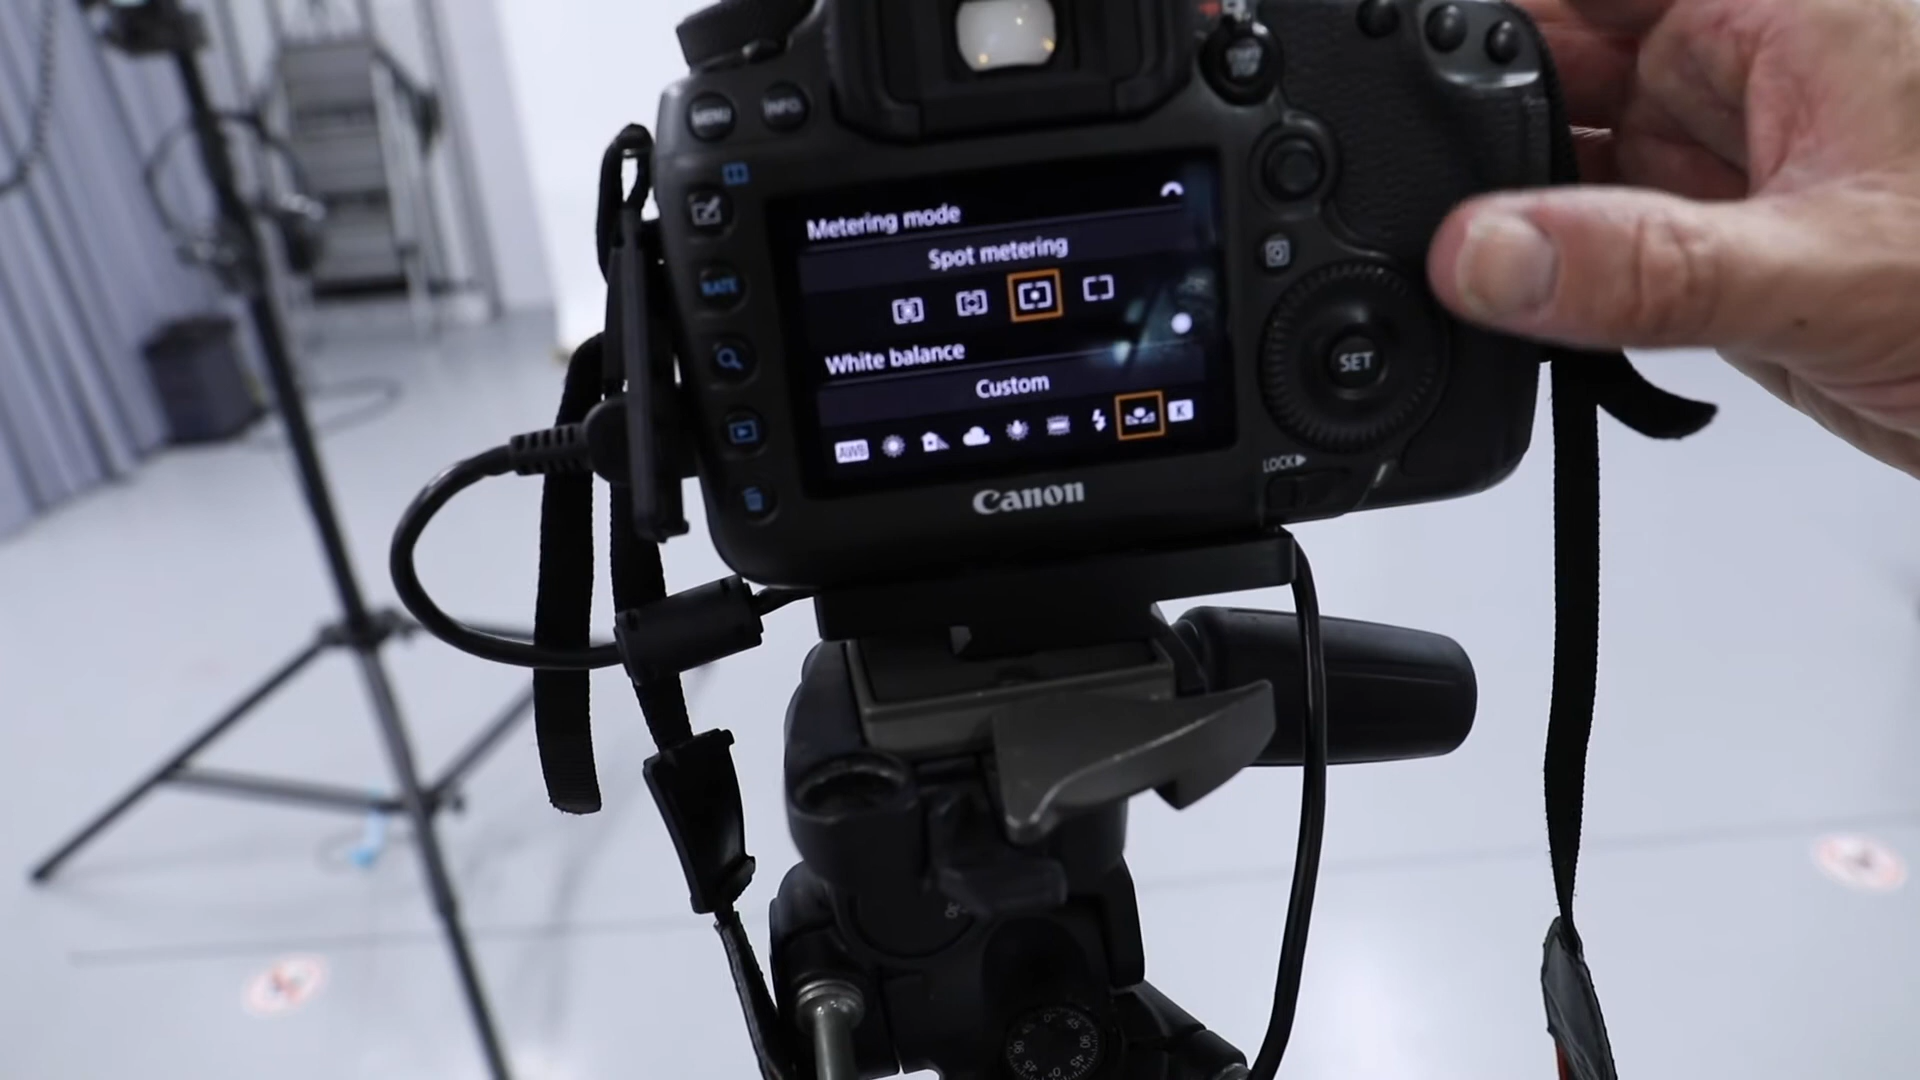 MENU
INFO
RATE
Metering mode
Spot metering
White balance
Custom
AWB
K
SET
LOCK
Canon